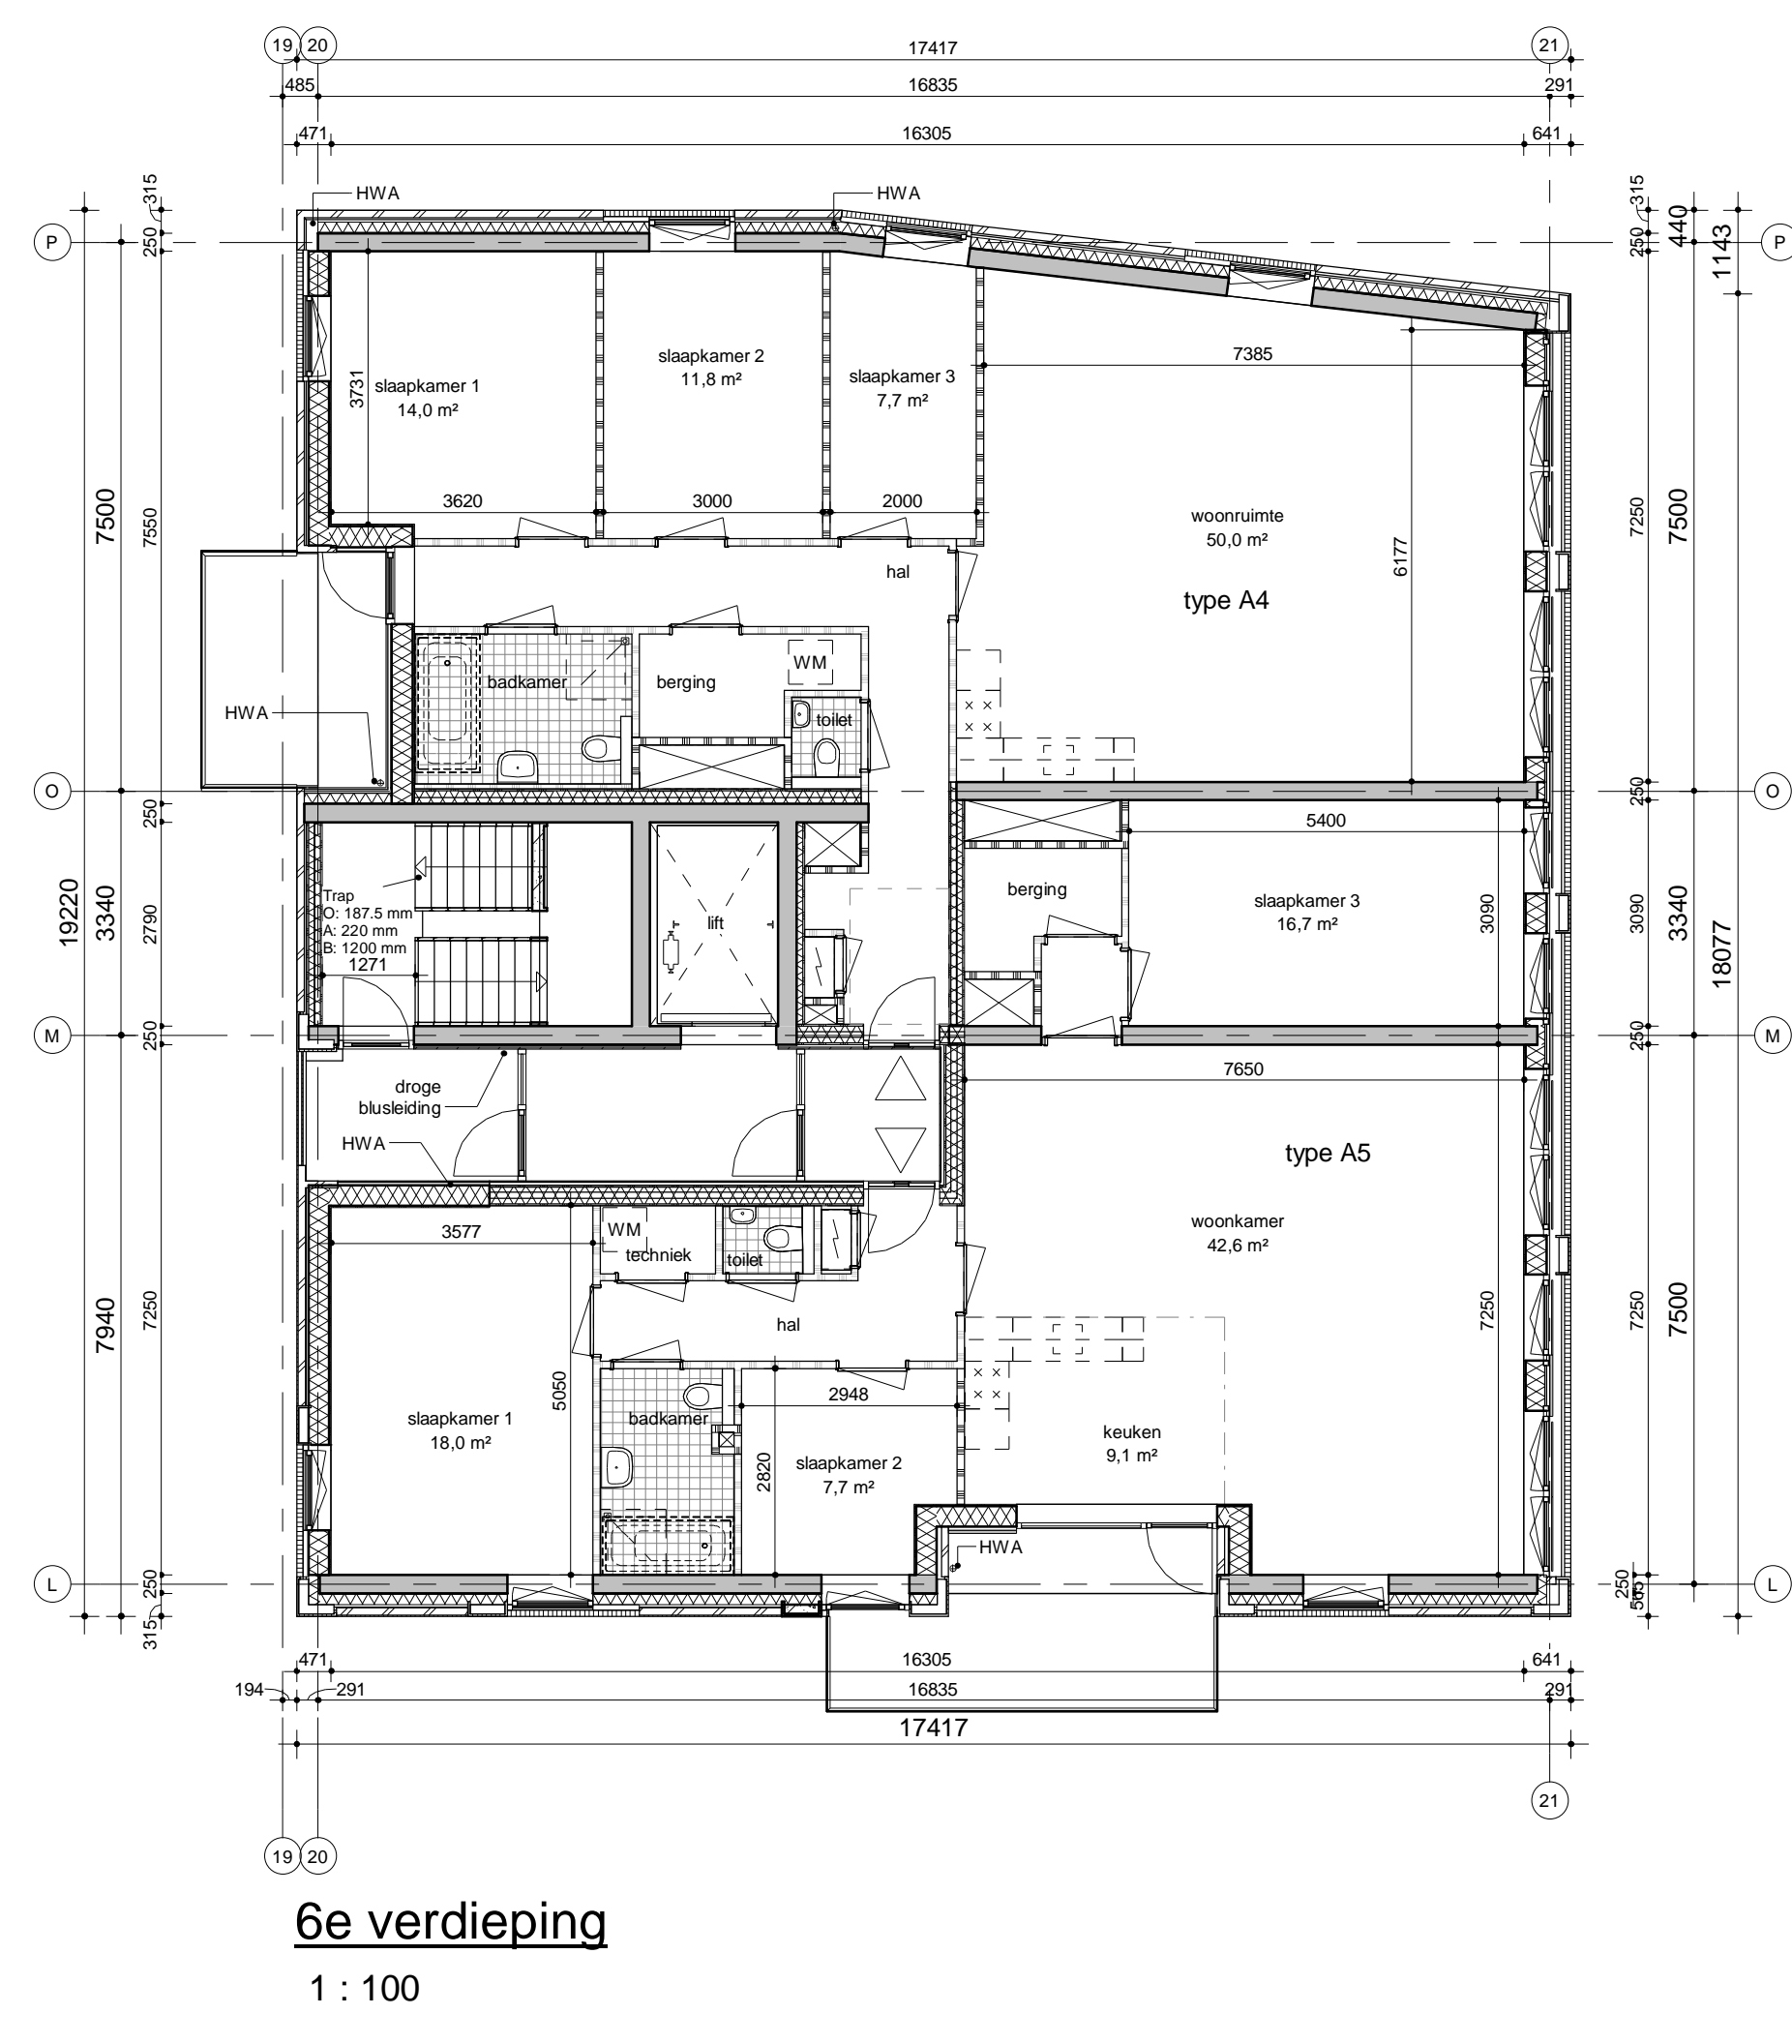 19 20 21
17417
485 16835 291
471 16305 641
HWA HWA
315 315
P 250 250 440 P
1143
3731
slaapkamer 1
14,0 m²
slaapkamer 2
11,8 m²
slaapkamer 3
7,7 m²
7385
7500 7550 7250 7500
3620 3000 2000
woonruimte
50,0 m²
6177
hal
type A4
badkamer berging WM
toilet
HWA
O 250 250 O
5400
Trap
O: 187.5 mm
A: 220 mm
B: 1200 mm
1271
lift
berging
slaapkamer 3
16,7 m²
3090
19220 3340 2790 3090 3340 18077
M 250 250 M
7650
droge
blusleiding
HWA
type A5
3577
WM
techniek
toilet
woonkamer
42,6 m²
7940 7250 7250 7250 7500
hal
5050
slaapkamer 1
18,0 m²
badkamer
2948
2820
slaapkamer 2
7,7 m²
keuken
9,1 m²
HWA
L 250 250 L
315 565
471 16305 641
194 291 16835 291
17417
21
19 20
6e verdieping
1 : 100